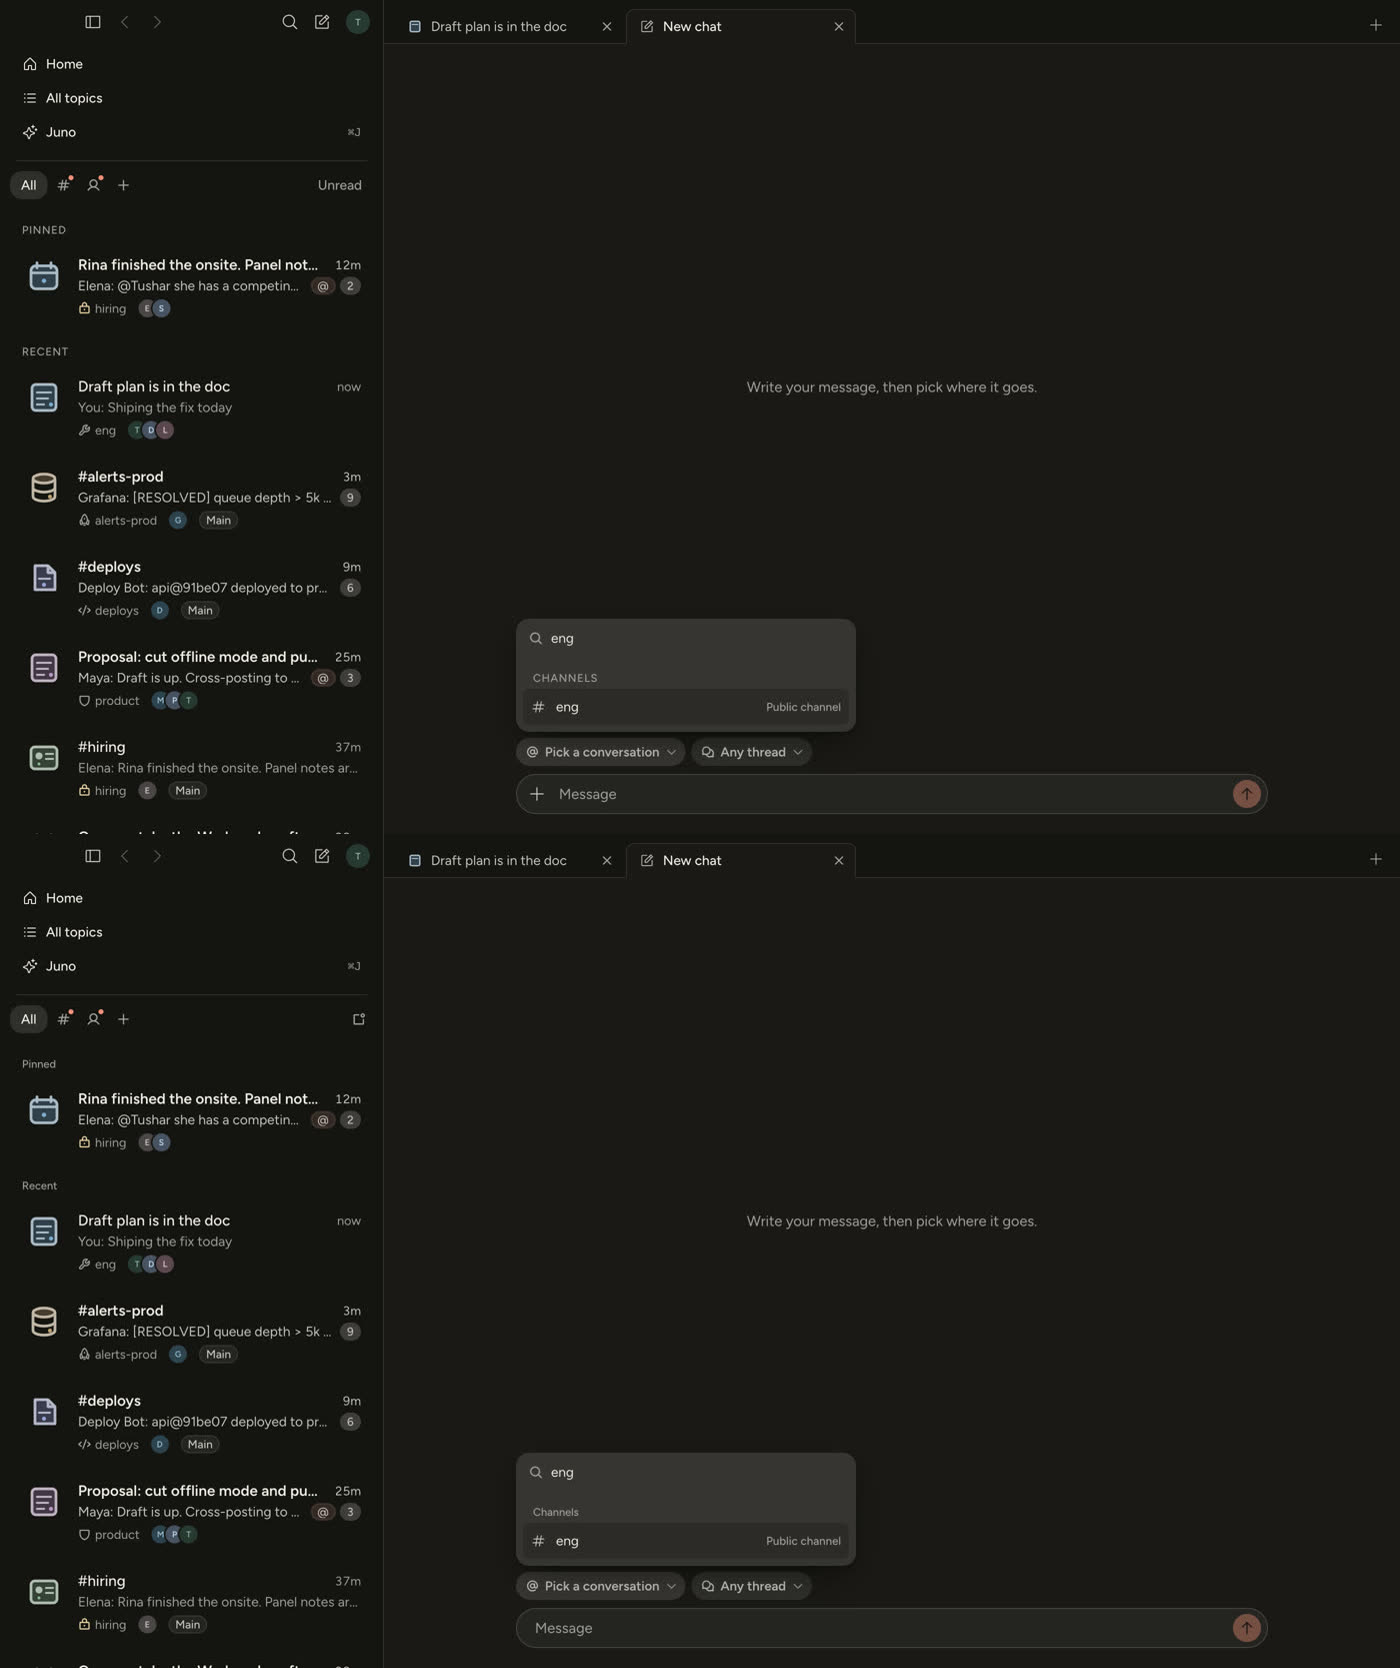 T
Draft plan is in the doc
New chat
Home
All topics
Juno
⌘J
All
Unread
PINNED
Rina finished the onsite. Panel not...
12m
Elena: @Tushar she has a competin...
@
2
hiring
E
S
RECENT
Draft plan is in the doc
now
You: Shiping the fix today
eng
T
D
L
#alerts-prod
3m
Grafana: [RESOLVED] queue depth > 5k ...
9
alerts-prod
G
Main
#deploys
9m
Deploy Bot: api@91be07 deployed to pr...
6
deploys
D
Main
Proposal: cut offline mode and pu...
25m
Maya: Draft is up. Cross-posting to ...
@
3
product
M
P
T
#hiring
37m
Elena: Rina finished the onsite. Panel notes ar...
hiring
E
Main
Write your message, then pick where it goes.
eng
CHANNELS
# eng
Public channel
@ Pick a conversation
Any thread
Message
T
Draft plan is in the doc
New chat
Home
All topics
Juno
⌘J
All
Pinned
Rina finished the onsite. Panel not...
12m
Elena: @Tushar she has a competin...
@
2
hiring
E
S
Recent
Draft plan is in the doc
now
You: Shiping the fix today
eng
T
D
L
#alerts-prod
3m
Grafana: [RESOLVED] queue depth > 5k ...
9
alerts-prod
G
Main
#deploys
9m
Deploy Bot: api@91be07 deployed to pr...
6
deploys
D
Main
Proposal: cut offline mode and pu...
25m
Maya: Draft is up. Cross-posting to ...
@
3
product
M
P
T
#hiring
37m
Elena: Rina finished the onsite. Panel notes ar...
hiring
E
Main
Write your message, then pick where it goes.
eng
Channels
# eng
Public channel
@ Pick a conversation
Any thread
Message